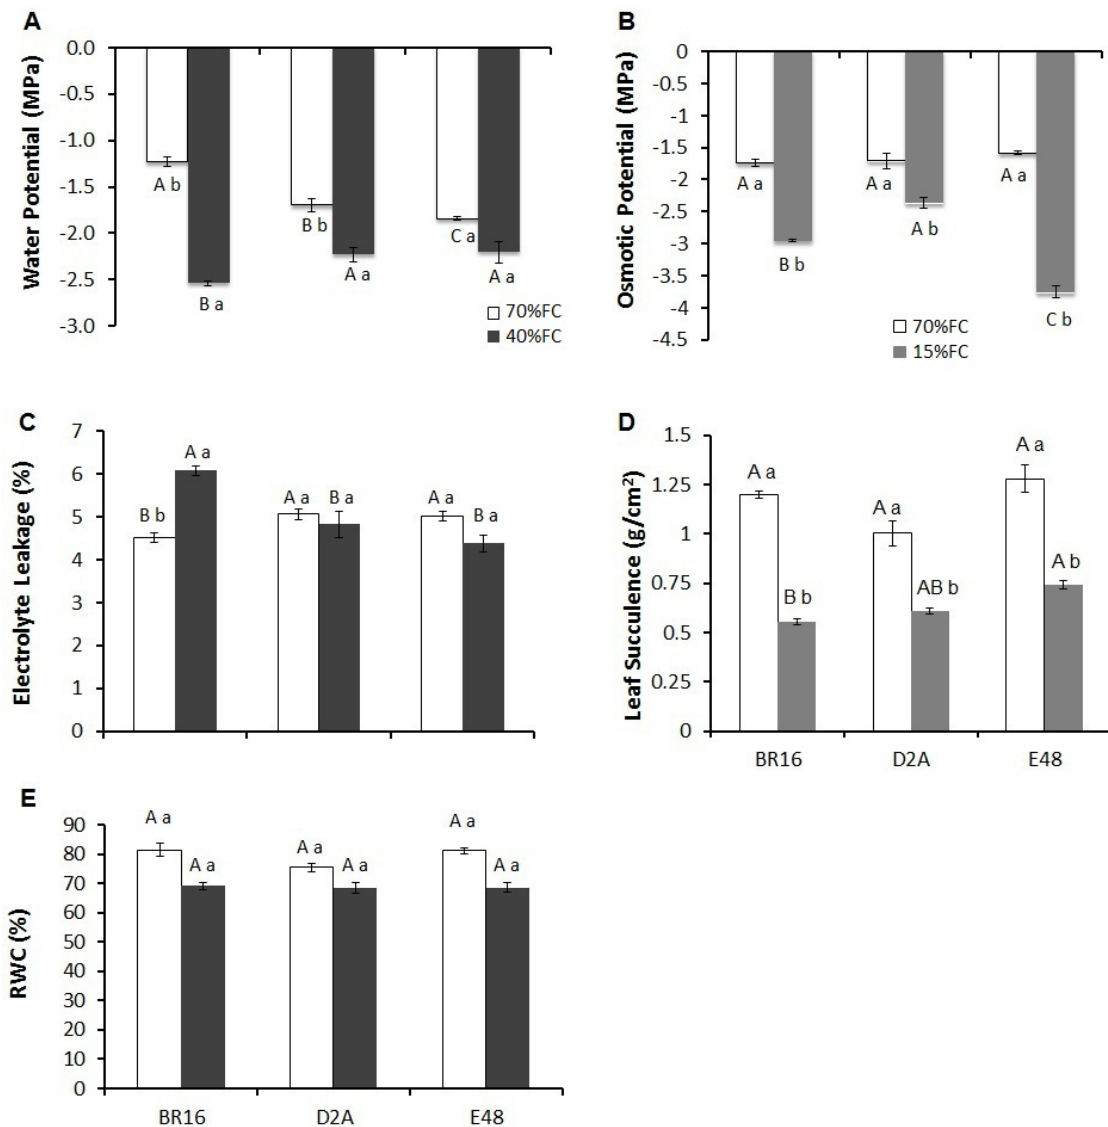 A
Water Potential (MPa)
0.0
-0.5
-1.0
-1.5
-2.0
-2.5
-3.0
A b
B a
B b
A a
C a
A a
70%FC
40%FC
B
Osmotic Potential (MPa)
0
-0.5
-1
-1.5
-2
-2.5
-3
-3.5
-4
-4.5
A a
B b
A a
A b
A a
C b
70%FC
15%FC
C
Electrolyte Leakage (%)
7
6
5
4
3
2
1
0
B b
A a
A a
B a
A a
B a
D
Leaf Succulence (g/cm²)
1.5
1.25
1
0.75
0.5
0.25
0
A a
B b
A a
AB b
A a
A b
BR16 D2A E48
E
RWC (%)
90
80
70
60
50
40
30
20
10
0
A a
A a
A a
A a
A a
A a
BR16 D2A E48